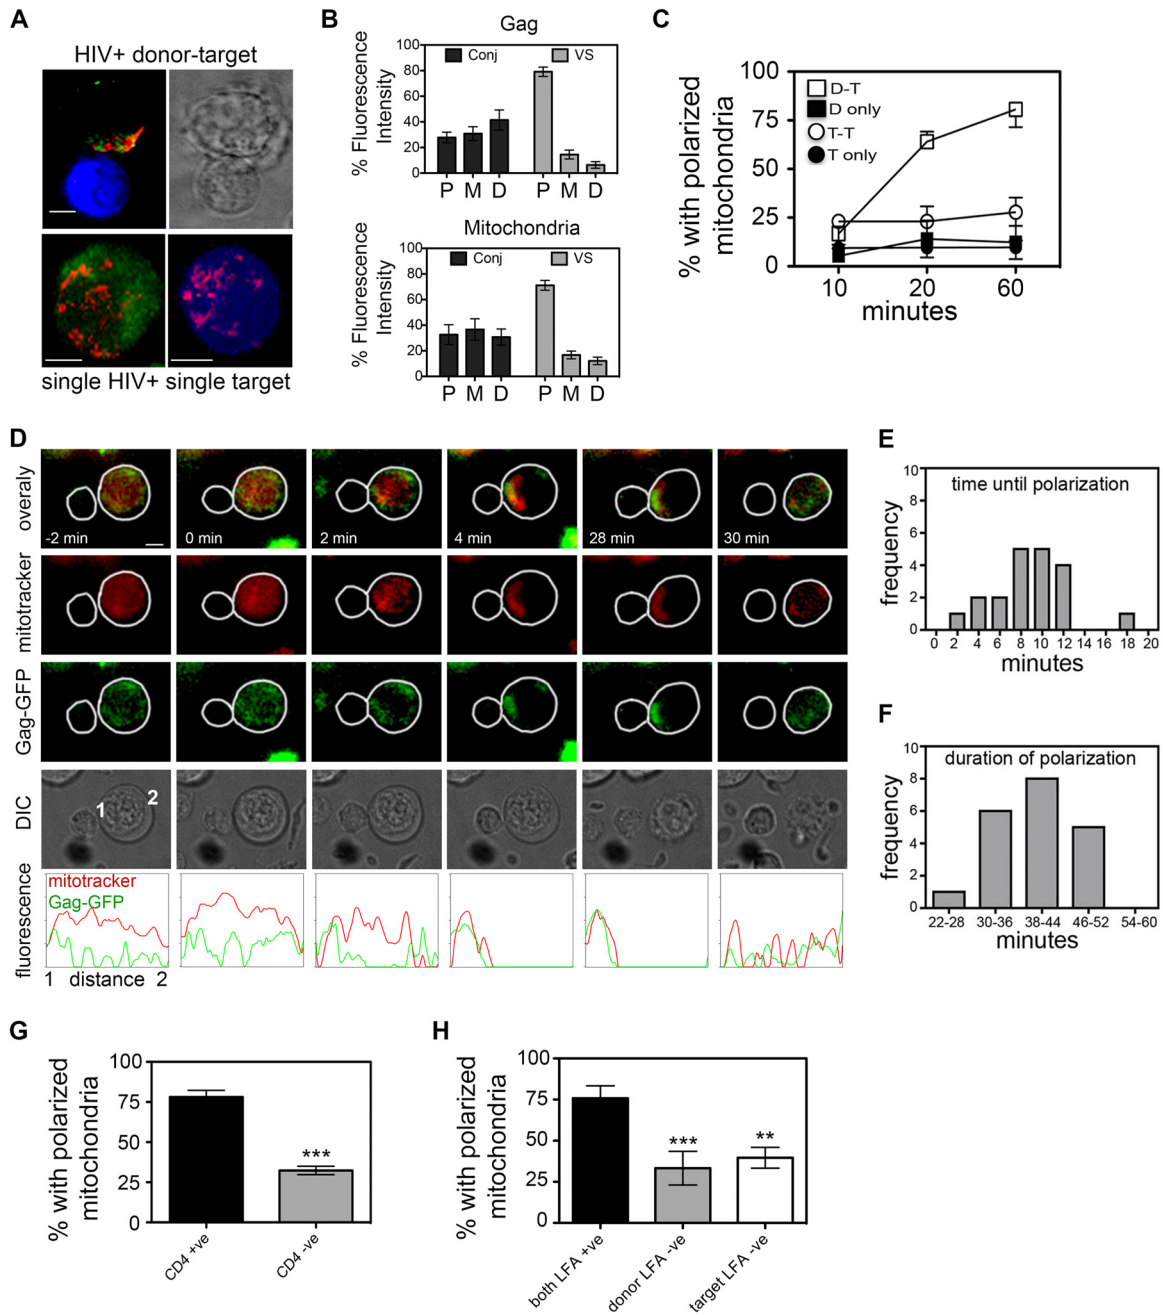 A
HIV+ donor-target
single HIV+ single target
B
Gag
% Fluorescence
Intensity
100
80
60
40
20
0
Conj
VS
P M D P M D
Mitochondria
% Fluorescence
Intensity
100
80
60
40
20
0
Conj
VS
P M D P M D
C
% with polarized
mitochondria
100
75
50
25
0
D-T
D only
T-T
T only
10 20 60
minutes
D
overaly
-2 min
0 min
2 min
4 min
28 min
30 min
mitotracker
Gag-GFP
DIC
1 2
fluorescence
mitotracker
Gag-GFP
1 distance 2
E
time until polarization
frequency
10
8
6
4
2
0
0 2 4 6 8 10 12 14 16 18 20
minutes
F
duration of polarization
frequency
10
8
6
4
2
0
22-28 30-36 38-44 46-52 54-60
minutes
G
% with polarized
mitochondria
100
75
50
25
0
***
CD4 +ve
CD4 -ve
H
% with polarized
mitochondria
100
75
50
25
0
***
**
both LFA +ve
donor LFA -ve
target LFA -ve